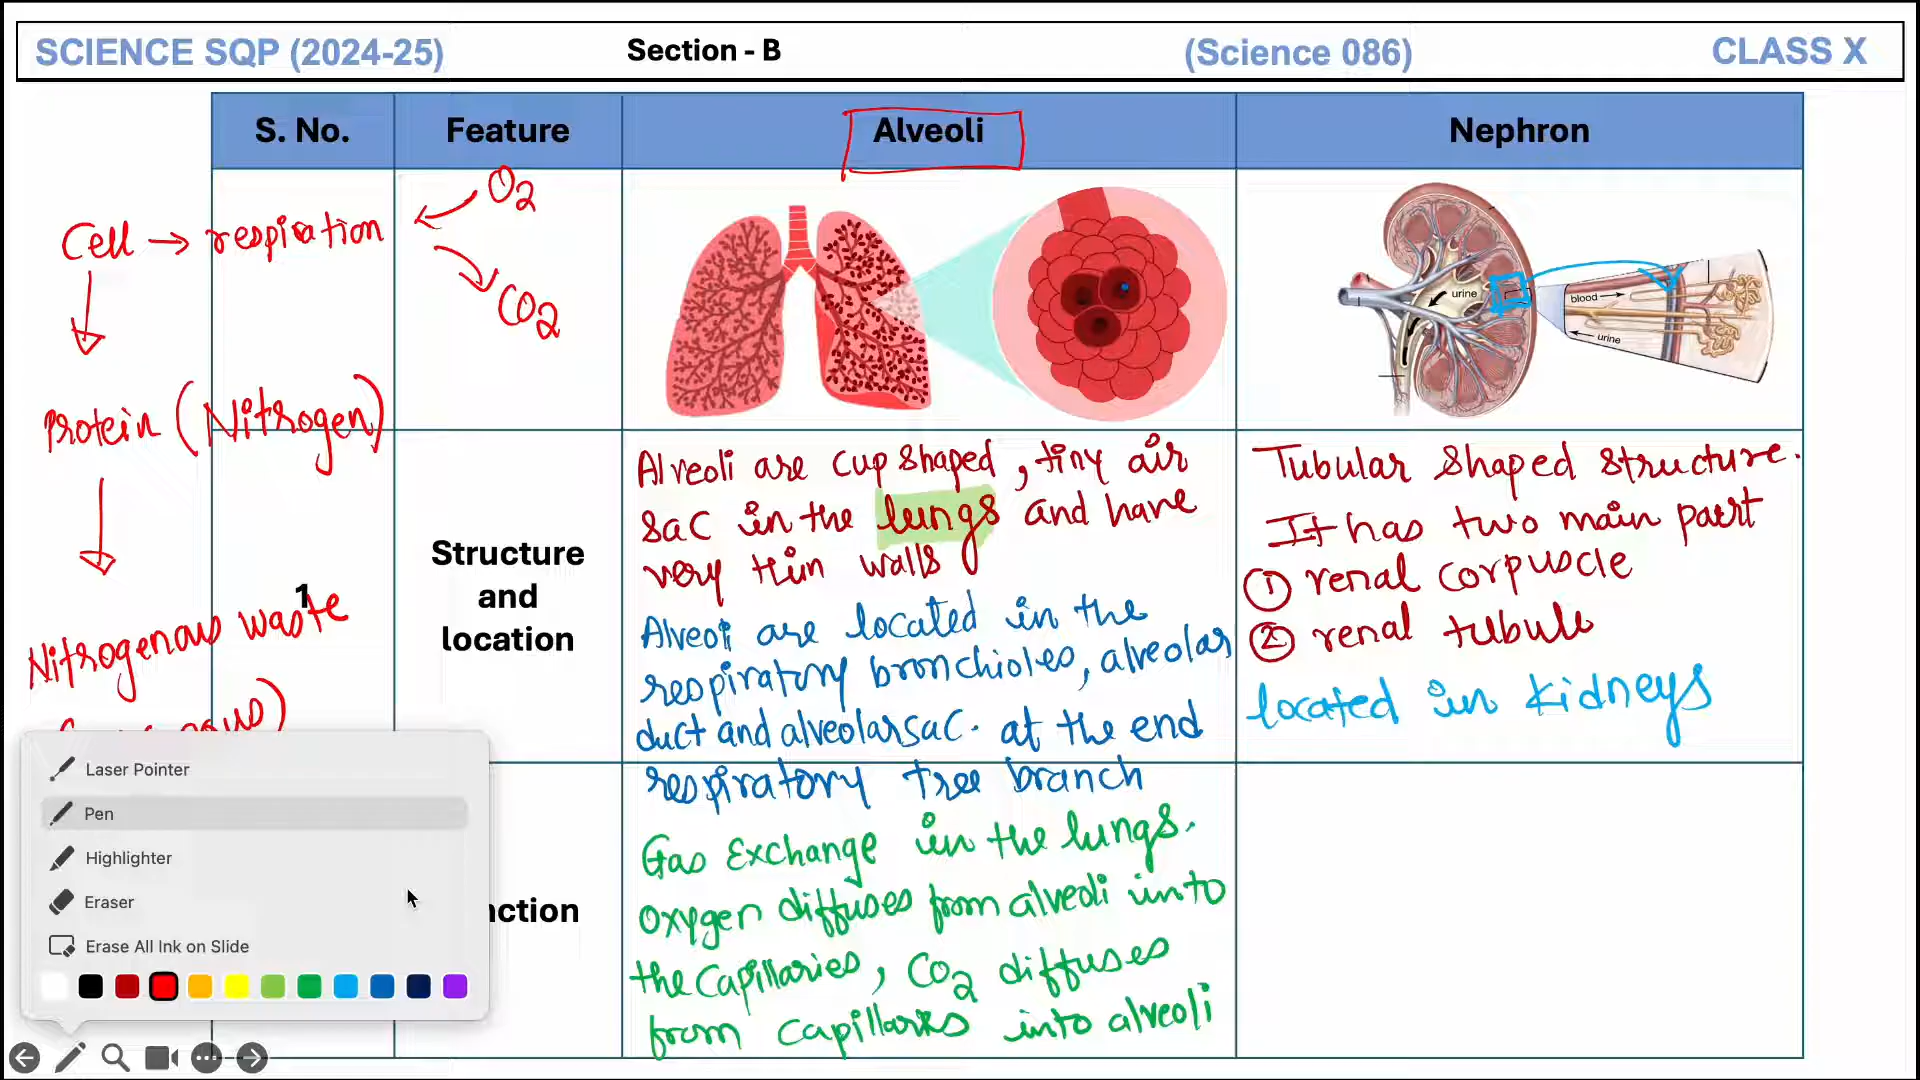 SCIENCE SQP (2024-25) Section - B (Science 086) CLASS X
S. No. Feature Alveoli Nephron
Cell → respiration
O2
CO2
Protein (Nitrogen)
Nitrogenous waste
urine
blood
urine
1
Structure
and
location
Alveoli are cup shaped, tiny air
sac in the lungs and have
very thin walls
Alveoli are located in the
respiratory bronchioles, alveolar
duct and alveolar sac. at the end
respiratory tree branch
Tubular shaped structure.
It has two main part
① renal corpuscle
② renal tubule
located in kidneys
nction
Gas Exchange in the lungs.
Oxygen diffuses from alveoli into
the capillaries, CO2 diffuses
from capillaries into alveoli
Laser Pointer
Pen
Highlighter
Eraser
Erase All Ink on Slide